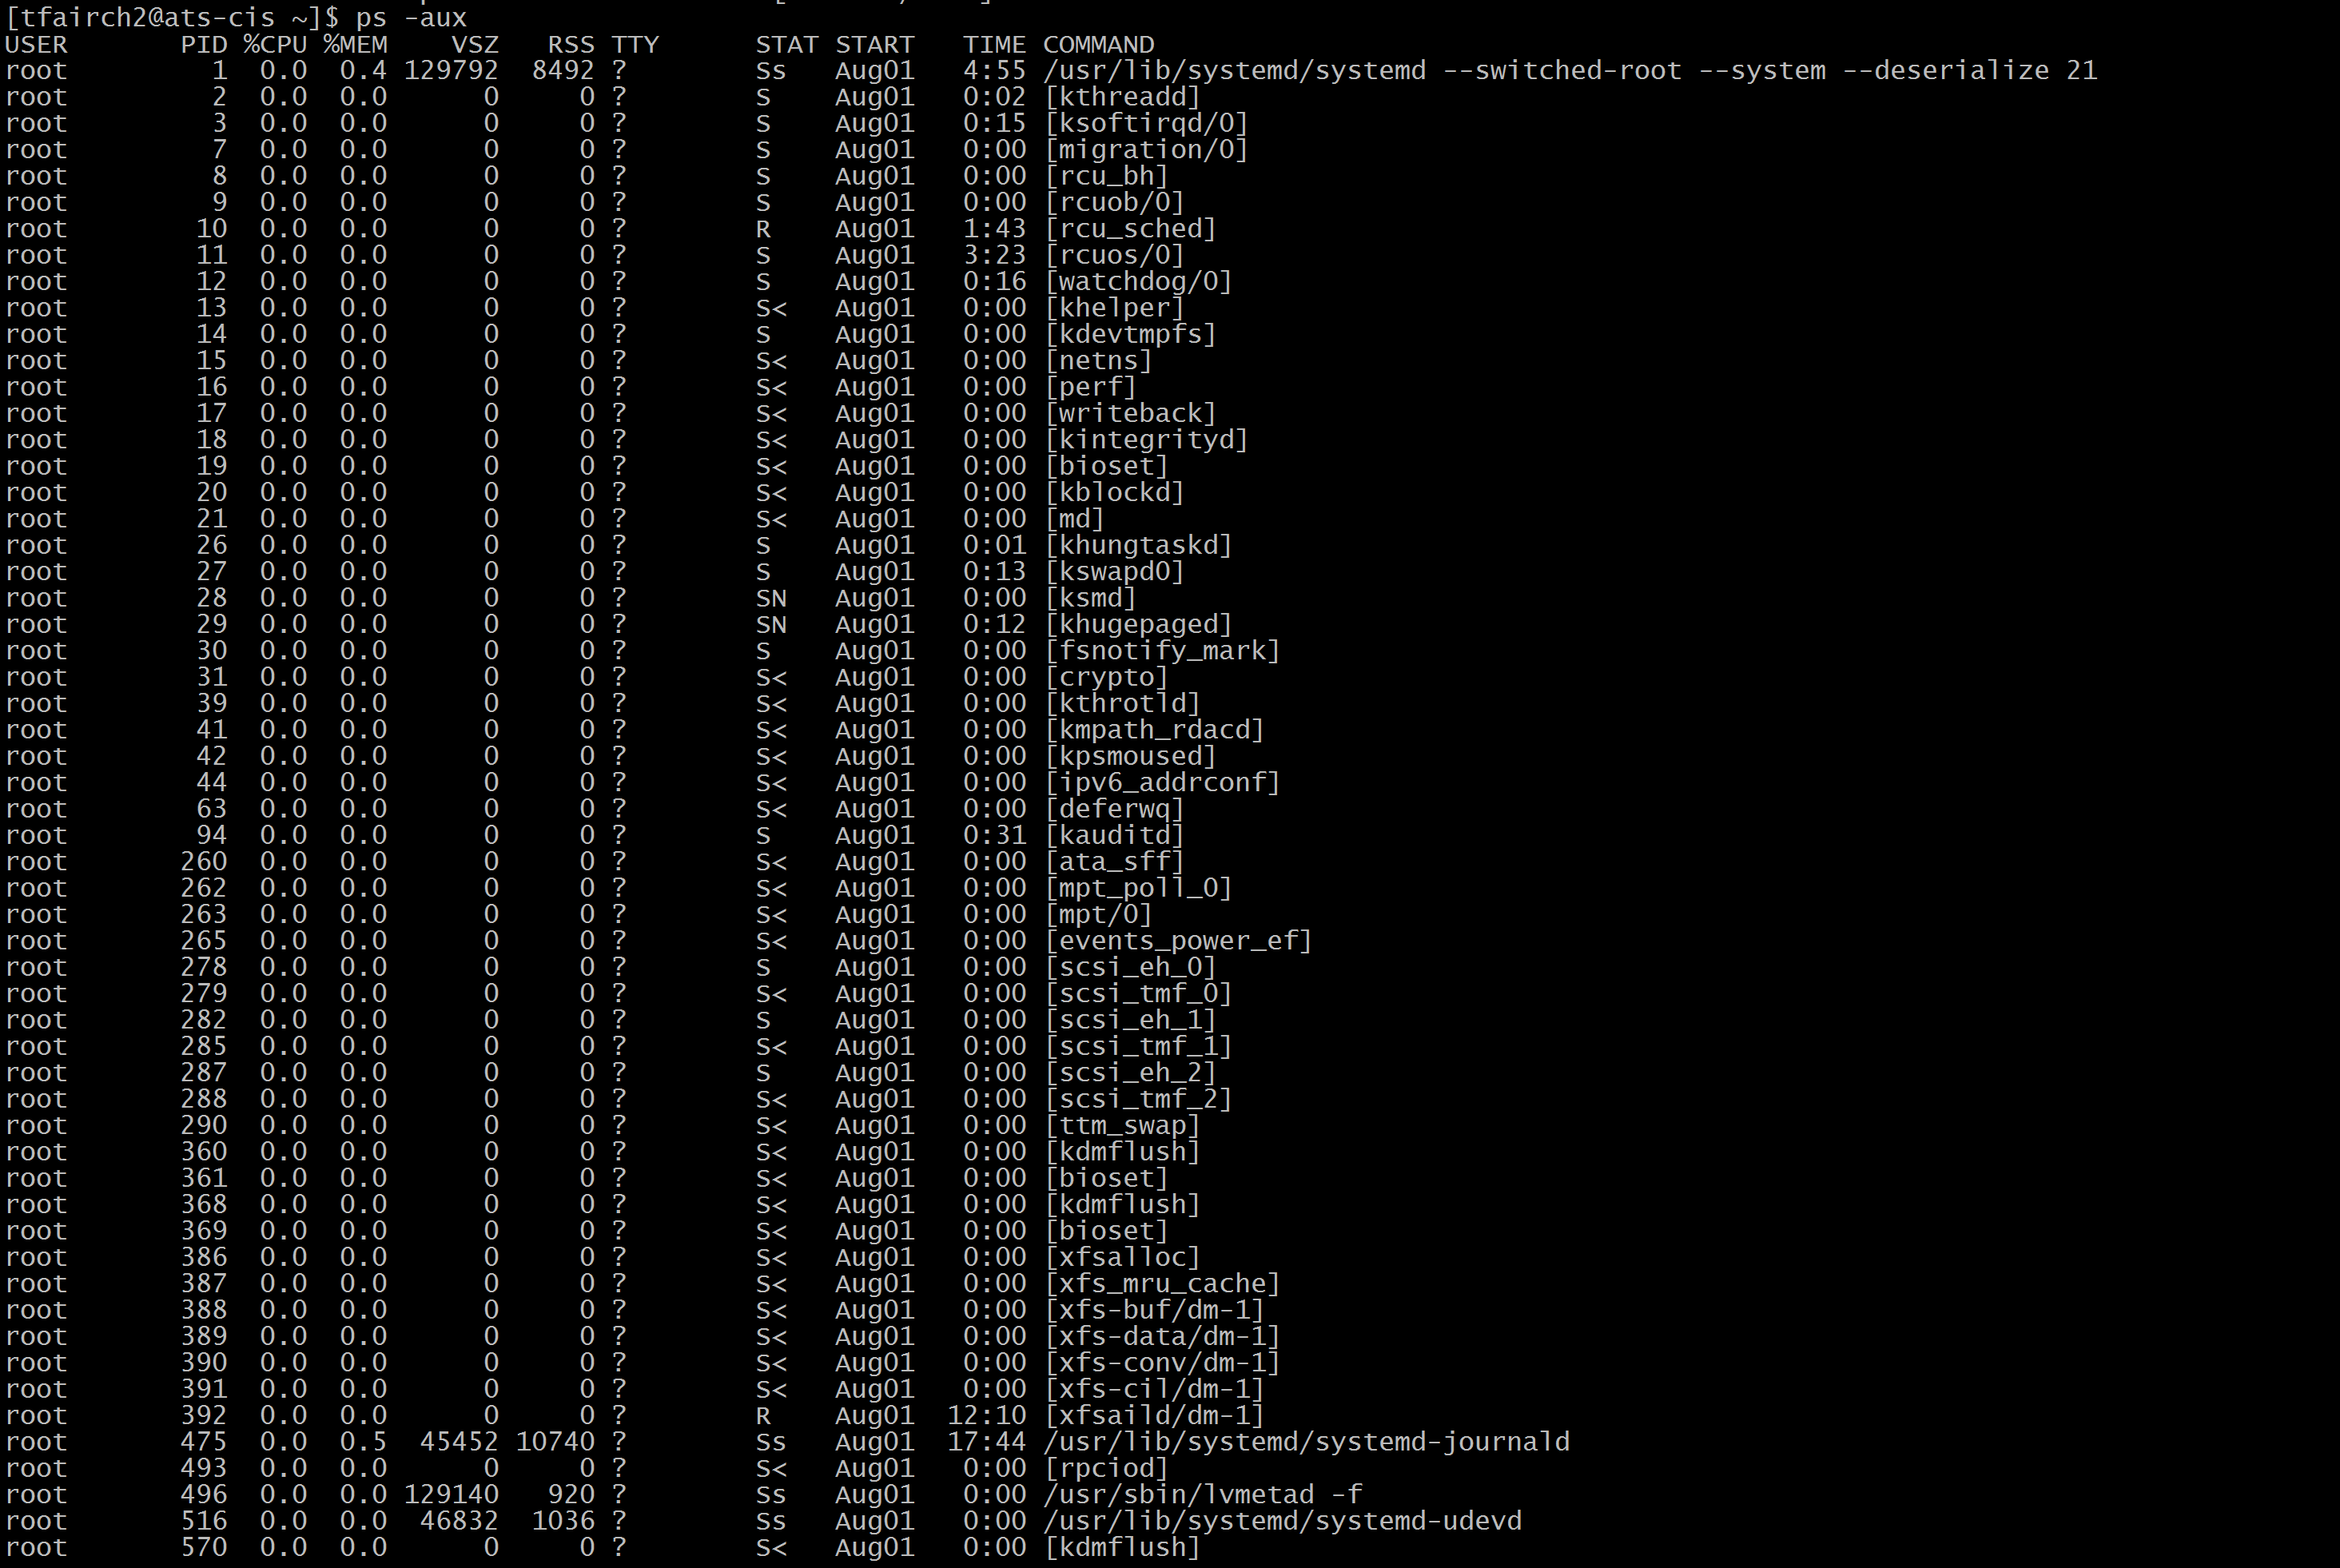 [tfairch2@ats-cis ~]$ ps -aux
USER       PID %CPU %MEM    VSZ   RSS TTY      STAT START   TIME COMMAND
root         1  0.0  0.4 129792  8492 ?        Ss   Aug01   4:55 /usr/lib/systemd/systemd --switched-root --system --deserialize 21
root         2  0.0  0.0      0     0 ?        S    Aug01   0:02 [kthreadd]
root         3  0.0  0.0      0     0 ?        S    Aug01   0:15 [ksoftirqd/0]
root         7  0.0  0.0      0     0 ?        S    Aug01   0:00 [migration/0]
root         8  0.0  0.0      0     0 ?        S    Aug01   0:00 [rcu_bh]
root         9  0.0  0.0      0     0 ?        S    Aug01   0:00 [rcuob/0]
root        10  0.0  0.0      0     0 ?        R    Aug01   1:43 [rcu_sched]
root        11  0.0  0.0      0     0 ?        S    Aug01   3:23 [rcuos/0]
root        12  0.0  0.0      0     0 ?        S    Aug01   0:16 [watchdog/0]
root        13  0.0  0.0      0     0 ?        S<   Aug01   0:00 [khelper]
root        14  0.0  0.0      0     0 ?        S    Aug01   0:00 [kdevtmpfs]
root        15  0.0  0.0      0     0 ?        S<   Aug01   0:00 [netns]
root        16  0.0  0.0      0     0 ?        S<   Aug01   0:00 [perf]
root        17  0.0  0.0      0     0 ?        S<   Aug01   0:00 [writeback]
root        18  0.0  0.0      0     0 ?        S<   Aug01   0:00 [kintegrityd]
root        19  0.0  0.0      0     0 ?        S<   Aug01   0:00 [bioset]
root        20  0.0  0.0      0     0 ?        S<   Aug01   0:00 [kblockd]
root        21  0.0  0.0      0     0 ?        S<   Aug01   0:00 [md]
root        26  0.0  0.0      0     0 ?        S    Aug01   0:01 [khungtaskd]
root        27  0.0  0.0      0     0 ?        S    Aug01   0:13 [kswapd0]
root        28  0.0  0.0      0     0 ?        SN   Aug01   0:00 [ksmd]
root        29  0.0  0.0      0     0 ?        SN   Aug01   0:12 [khugepaged]
root        30  0.0  0.0      0     0 ?        S    Aug01   0:00 [fsnotify_mark]
root        31  0.0  0.0      0     0 ?        S<   Aug01   0:00 [crypto]
root        39  0.0  0.0      0     0 ?        S<   Aug01   0:00 [kthrotld]
root        41  0.0  0.0      0     0 ?        S<   Aug01   0:00 [kmpath_rdacd]
root        42  0.0  0.0      0     0 ?        S<   Aug01   0:00 [kpsmoused]
root        44  0.0  0.0      0     0 ?        S<   Aug01   0:00 [ipv6_addrconf]
root        63  0.0  0.0      0     0 ?        S<   Aug01   0:00 [deferwq]
root        94  0.0  0.0      0     0 ?        S    Aug01   0:31 [kauditd]
root       260  0.0  0.0      0     0 ?        S<   Aug01   0:00 [ata_sff]
root       262  0.0  0.0      0     0 ?        S<   Aug01   0:00 [mpt_poll_0]
root       263  0.0  0.0      0     0 ?        S<   Aug01   0:00 [mpt/0]
root       265  0.0  0.0      0     0 ?        S<   Aug01   0:00 [events_power_ef]
root       278  0.0  0.0      0     0 ?        S    Aug01   0:00 [scsi_eh_0]
root       279  0.0  0.0      0     0 ?        S<   Aug01   0:00 [scsi_tmf_0]
root       282  0.0  0.0      0     0 ?        S    Aug01   0:00 [scsi_eh_1]
root       285  0.0  0.0      0     0 ?        S<   Aug01   0:00 [scsi_tmf_1]
root       287  0.0  0.0      0     0 ?        S    Aug01   0:00 [scsi_eh_2]
root       288  0.0  0.0      0     0 ?        S<   Aug01   0:00 [scsi_tmf_2]
root       290  0.0  0.0      0     0 ?        S<   Aug01   0:00 [ttm_swap]
root       360  0.0  0.0      0     0 ?        S<   Aug01   0:00 [kdmflush]
root       361  0.0  0.0      0     0 ?        S<   Aug01   0:00 [bioset]
root       368  0.0  0.0      0     0 ?        S<   Aug01   0:00 [kdmflush]
root       369  0.0  0.0      0     0 ?        S<   Aug01   0:00 [bioset]
root       386  0.0  0.0      0     0 ?        S<   Aug01   0:00 [xfsalloc]
root       387  0.0  0.0      0     0 ?        S<   Aug01   0:00 [xfs_mru_cache]
root       388  0.0  0.0      0     0 ?        S<   Aug01   0:00 [xfs-buf/dm-1]
root       389  0.0  0.0      0     0 ?        S<   Aug01   0:00 [xfs-data/dm-1]
root       390  0.0  0.0      0     0 ?        S<   Aug01   0:00 [xfs-conv/dm-1]
root       391  0.0  0.0      0     0 ?        S<   Aug01   0:00 [xfs-cil/dm-1]
root       392  0.0  0.0      0     0 ?        R    Aug01  12:10 [xfsaild/dm-1]
root       475  0.0  0.5  45452 10740 ?        Ss   Aug01  17:44 /usr/lib/systemd/systemd-journald
root       493  0.0  0.0      0     0 ?        S<   Aug01   0:00 [rpciod]
root       496  0.0  0.0 129140   920 ?        Ss   Aug01   0:00 /usr/sbin/lvmetad -f
root       516  0.0  0.0  46832  1036 ?        Ss   Aug01   0:00 /usr/lib/systemd/systemd-udevd
root       570  0.0  0.0      0     0 ?        S<   Aug01   0:00 [kdmflush]